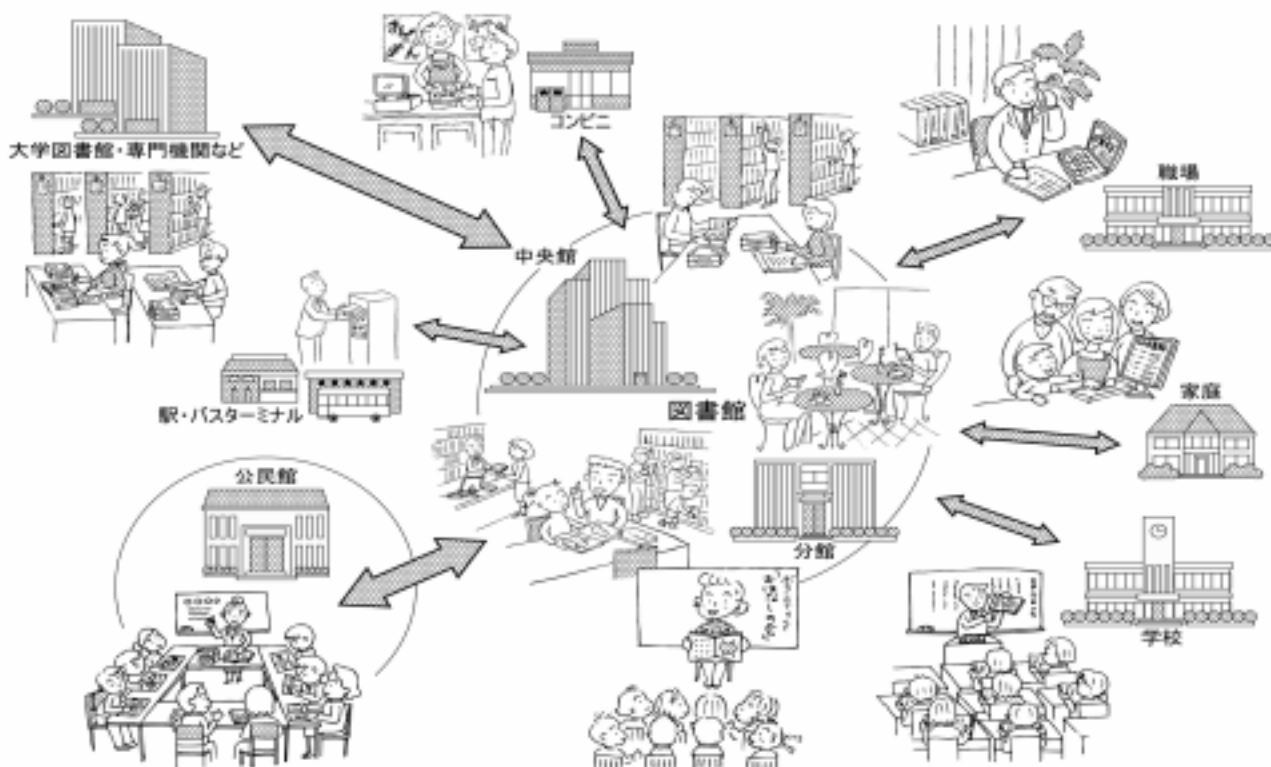 大学図書館・専門機関など
コンビニ
職場
中央館
図書館
家庭
駅・バスターミナル
公民館
分館
学校